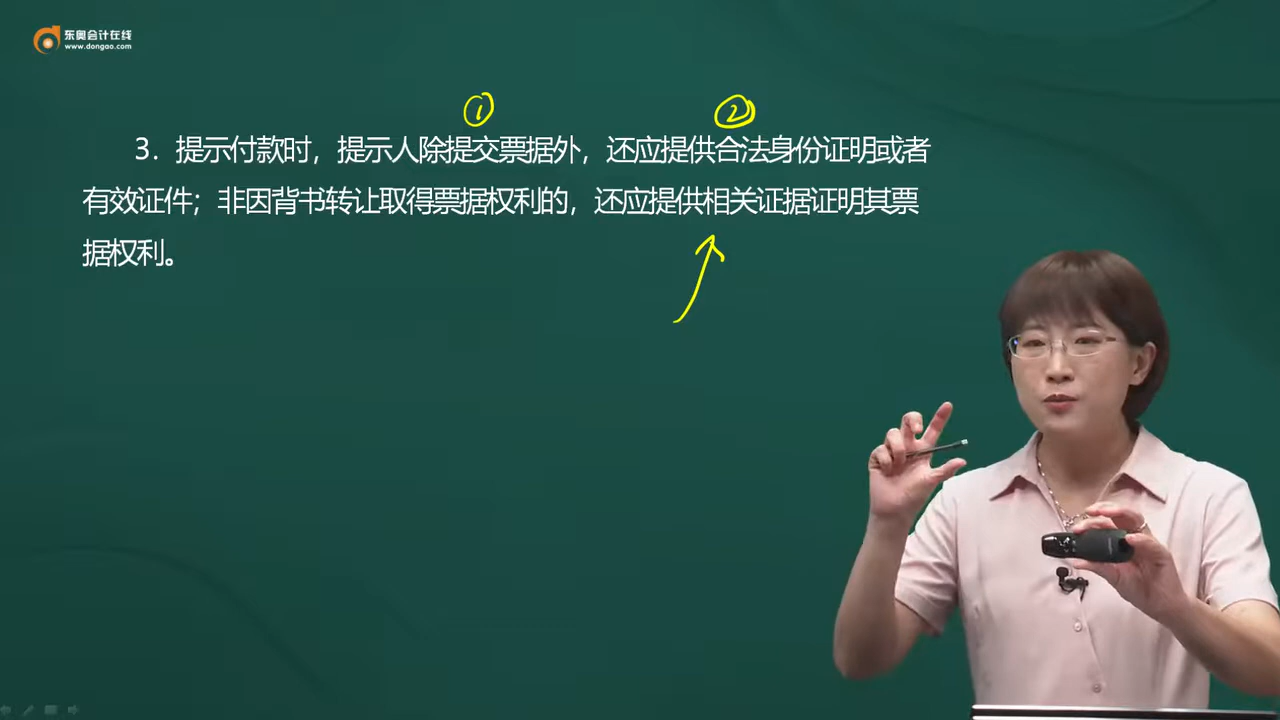 东奥会计在线
www.dongao.com
① ②
3. 提示付款时，提示人除提交票据外，还应提供合法身份证明或者
有效证件；非因背书转让取得票据权利的，还应提供相关证据证明其票
据权利。